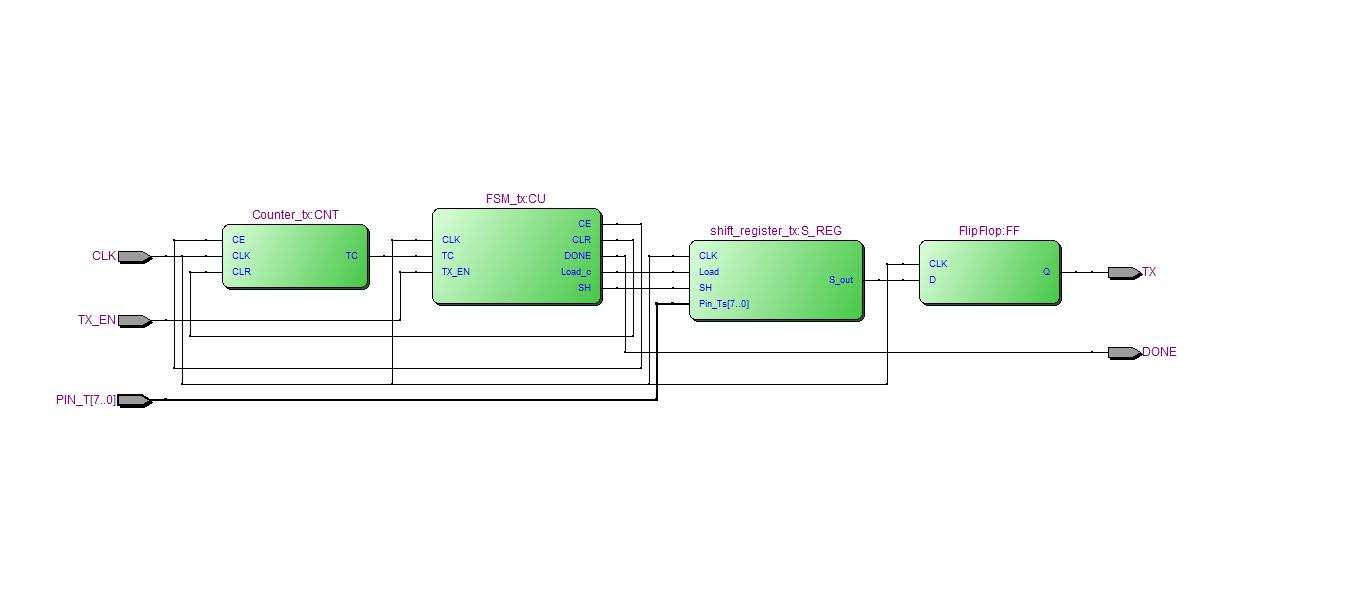 CLK
TX_EN
PIN_T[7..0]
Counter_tx:CNT
CE
CLK
CLR
TC
FSM_tx:CU
CLK
TC
TX_EN
CE
CLR
DONE
Load_c
SH
shift_register_tx:S_REG
CLK
Load
SH
Pin_Ts[7..0]
S_out
FlipFlop:FF
CLK
D
Q
TX
DONE